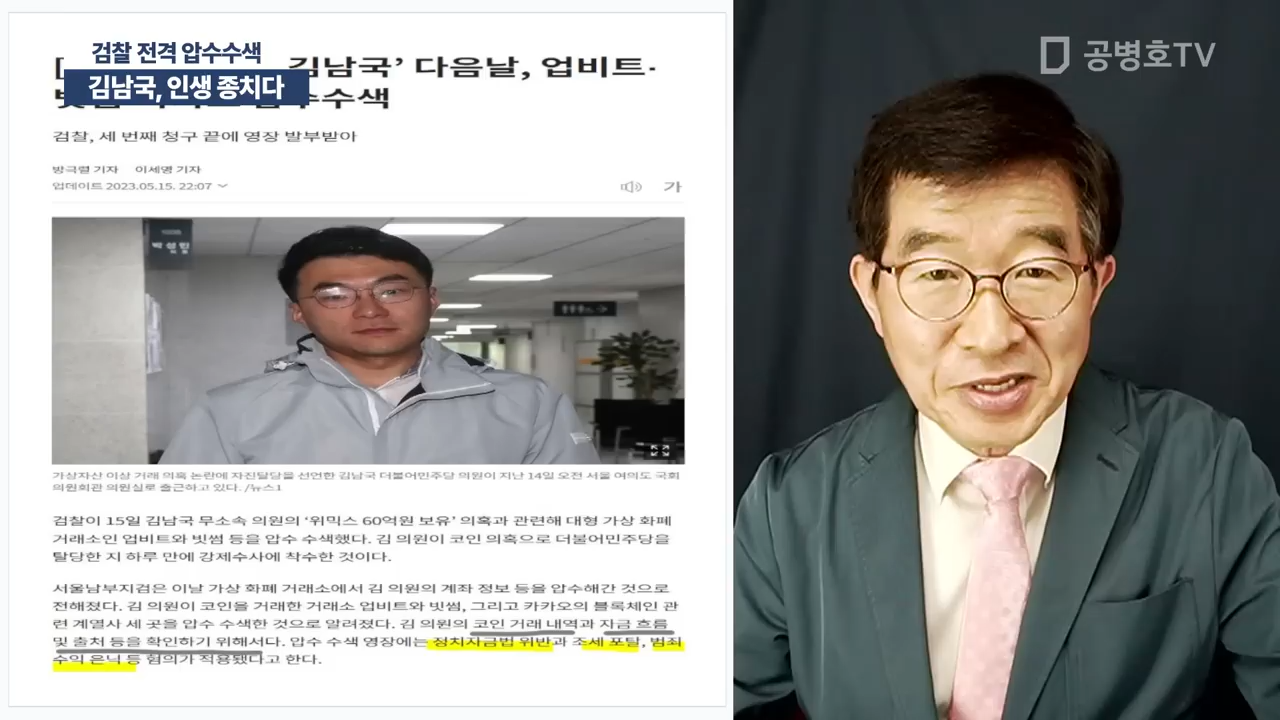 검찰 전격 압수수색
김남국, 인생 종치다
김남국’ 다음날, 업비트·
수색
검찰, 세 번째 청구 끝에 영장 발부받아
방극렬 기자 이세영 기자
업데이트 2023.05.15. 22:07
가
박성민
가상자산 이상 거래 의혹 논란에 자진탈당을 선언한 김남국 더불어민주당 의원이 지난 14일 오전 서울 여의도 국회
의원회관 의원실로 출근하고 있다. /뉴스1
검찰이 15일 김남국 무소속 의원의 ‘위믹스 60억원 보유’ 의혹과 관련해 대형 가상 화폐
거래소인 업비트와 빗썸 등을 압수 수색했다. 김 의원이 코인 의혹으로 더불어민주당을
탈당한 지 하루 만에 강제수사에 착수한 것이다.
서울남부지검은 이날 가상 화폐 거래소에서 김 의원의 계좌 정보 등을 압수해간 것으로
전해졌다. 김 의원이 코인을 거래한 거래소 업비트와 빗썸, 그리고 카카오의 블록체인 관
련 계열사 세 곳을 압수 수색한 것으로 알려졌다. 김 의원의 코인 거래 내역과 자금 흐름
및 출처 등을 확인하기 위해서다. 압수 수색 영장에는 정치자금법 위반과 조세 포탈, 범죄
수익 은닉 등 혐의가 적용됐다고 한다.
공병호TV